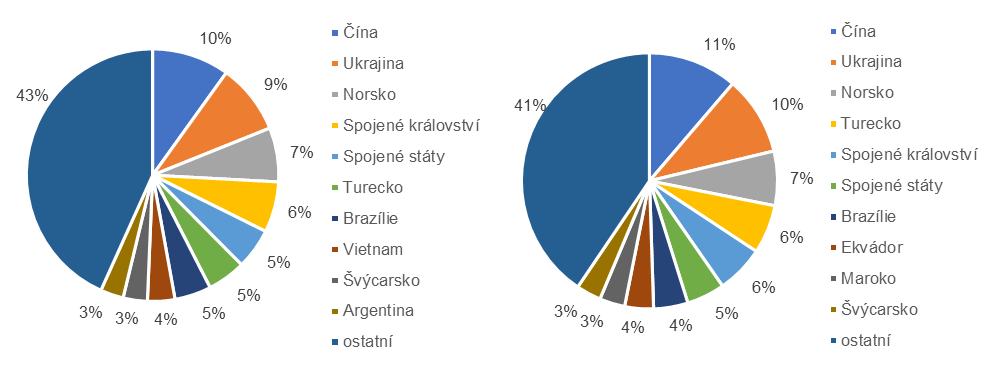 10%
9%
7%
6%
5%
5%
5%
4%
3%
3%
43%
Čína
Ukrajina
Norsko
Spojené království
Spojené státy
Turecko
Brazílie
Vietnam
Švýcarsko
Argentina
ostatní
11%
10%
7%
6%
6%
5%
4%
4%
3%
3%
41%
Čína
Ukrajina
Norsko
Turecko
Spojené království
Spojené státy
Brazílie
Ekvádor
Maroko
Švýcarsko
ostatní